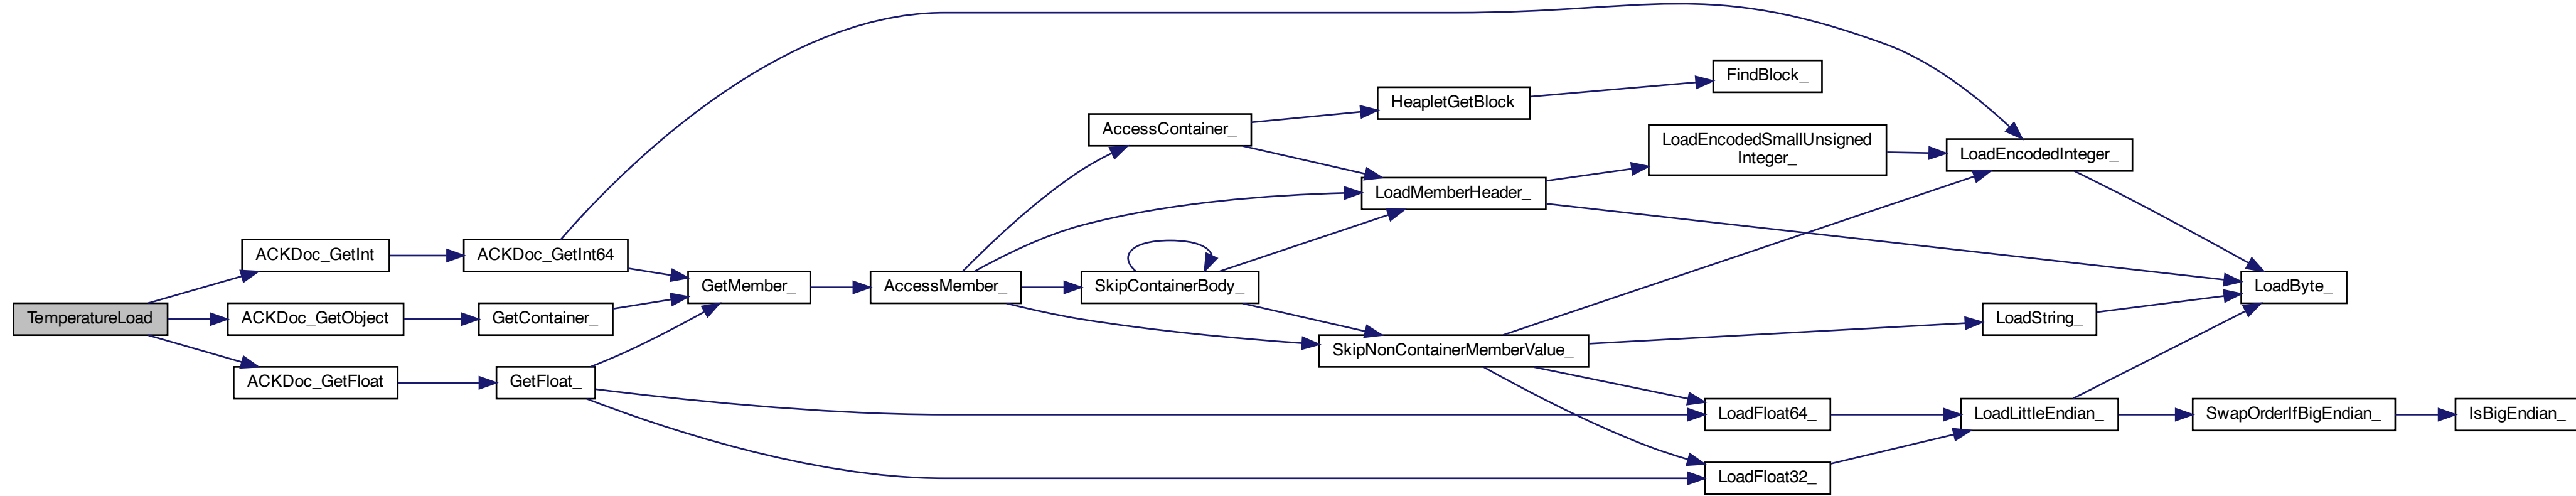 TemperatureLoad
ACKDoc_GetInt
ACKDoc_GetObject
ACKDoc_GetFloat
ACKDoc_GetInt64
GetContainer_
GetFloat_
GetMember_
AccessMember_
AccessContainer_
SkipContainerBody_
HeapletGetBlock
LoadMemberHeader_
SkipNonContainerMemberValue_
FindBlock_
LoadEncodedSmallUnsigned
Integer_
LoadFloat64_
LoadFloat32_
LoadEncodedInteger_
LoadString_
LoadLittleEndian_
LoadByte_
SwapOrderIfBigEndian_
IsBigEndian_